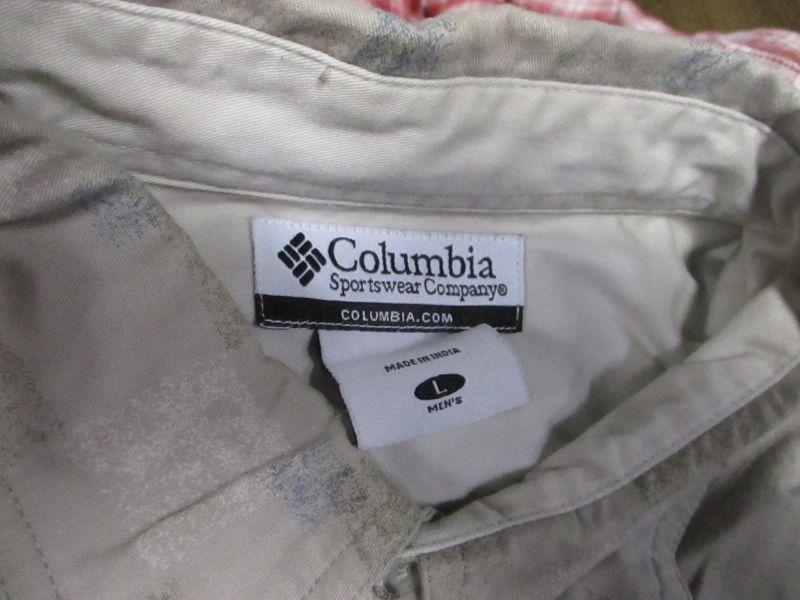 Columbia
Sportswear Company®
COLUMBIA.COM
MADE IN INDIA
L
MEN'S